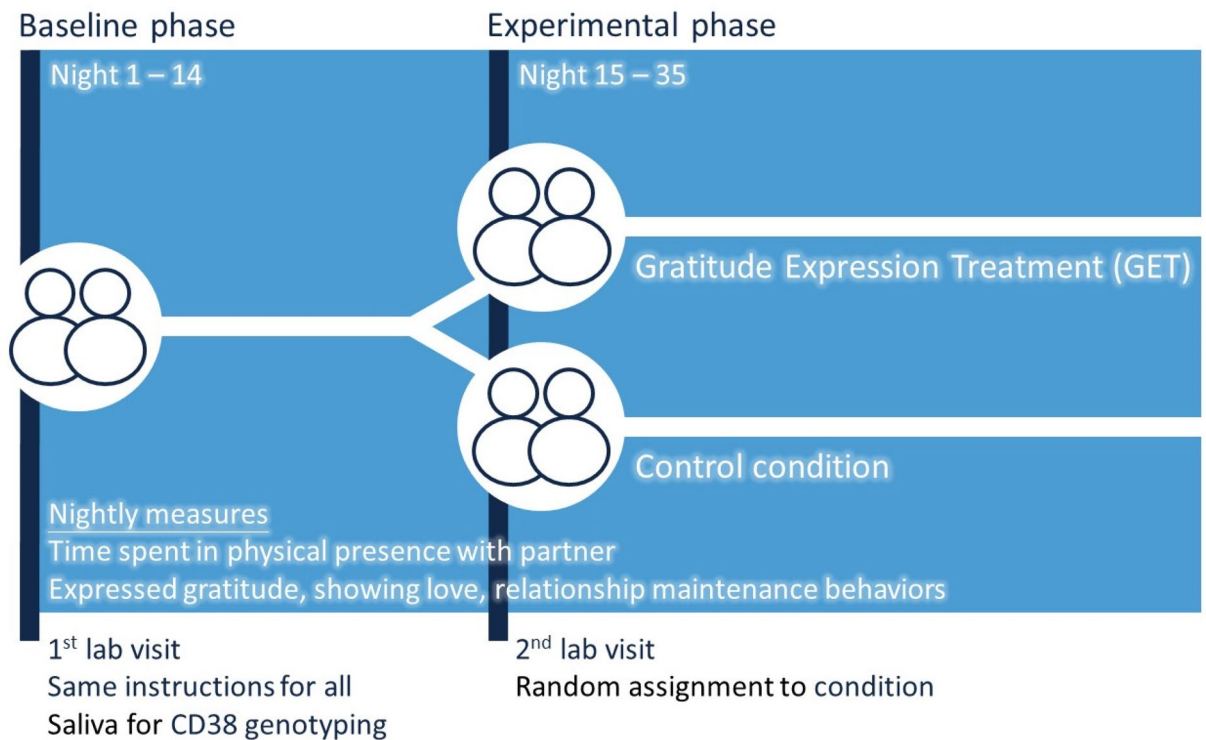 Baseline phase
Experimental phase
Night 1 – 14
Night 15 – 35
Gratitude Expression Treatment (GET)
Control condition
Nightly measures
Time spent in physical presence with partner
Expressed gratitude, showing love, relationship maintenance behaviors
1st lab visit
Same instructions for all
Saliva for CD38 genotyping
2nd lab visit
Random assignment to condition